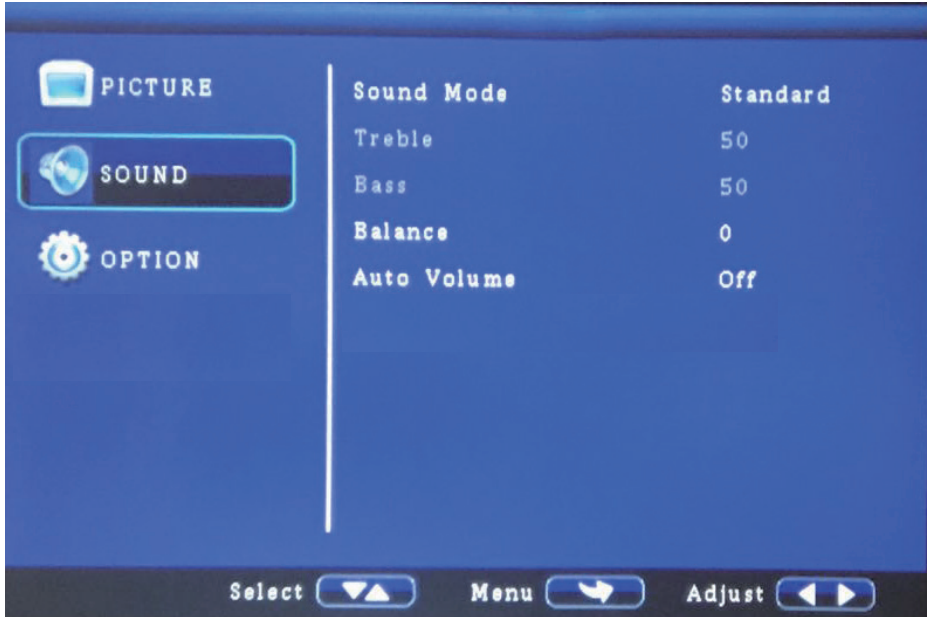 PICTURE
SOUND
OPTION
Sound Mode Standard
Treble 50
Bass 50
Balance 0
Auto Volume Off
Select Menu Adjust